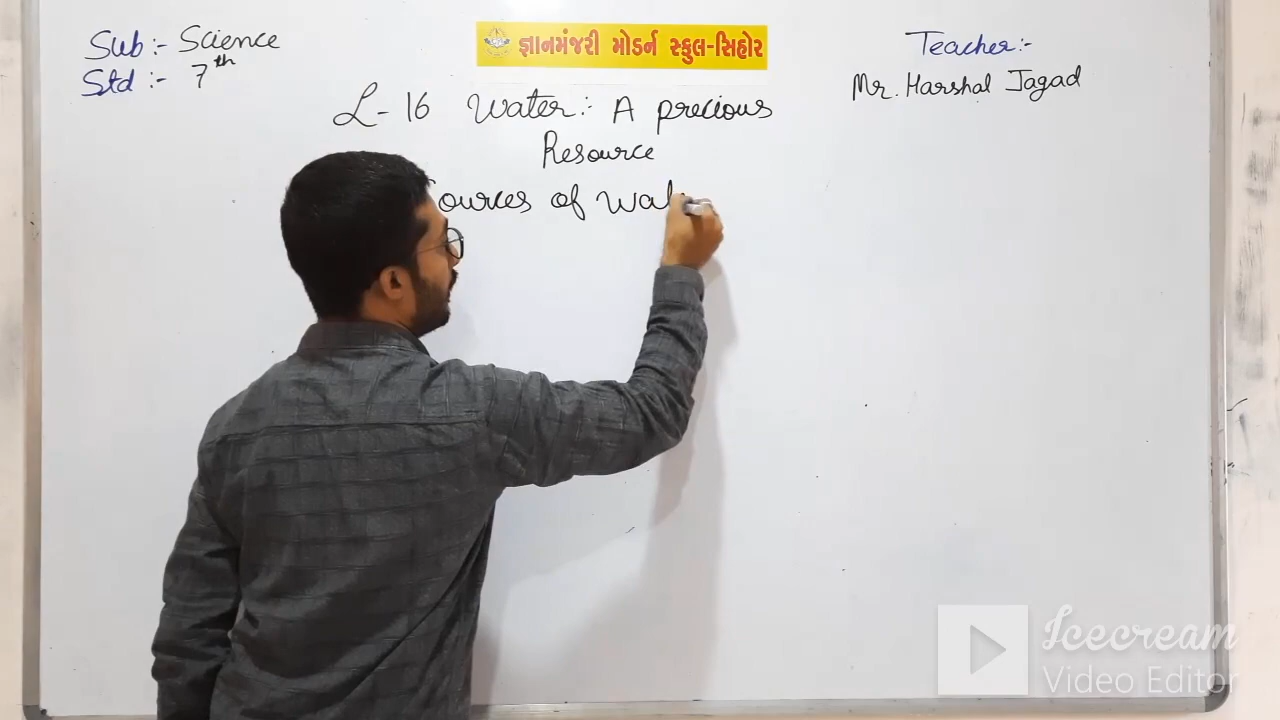 Sub:- Science
Std:- 7th
જ્ઞાનમંજરી મોડર્ન સ્કુલ-સિહોર
Teacher:-
Mr. Harshal Jagad
L-16 Water:- A precious
Resource
Sources of Wat
Icecream
Video Editor